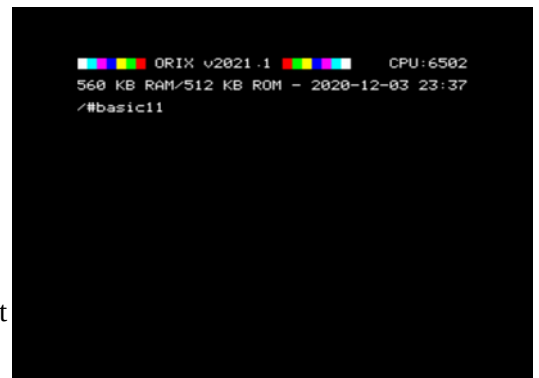 ORIX v2021.1 CPU:6502
560 KB RAM/512 KB ROM - 2020-12-03 23:37
/#basic11
t